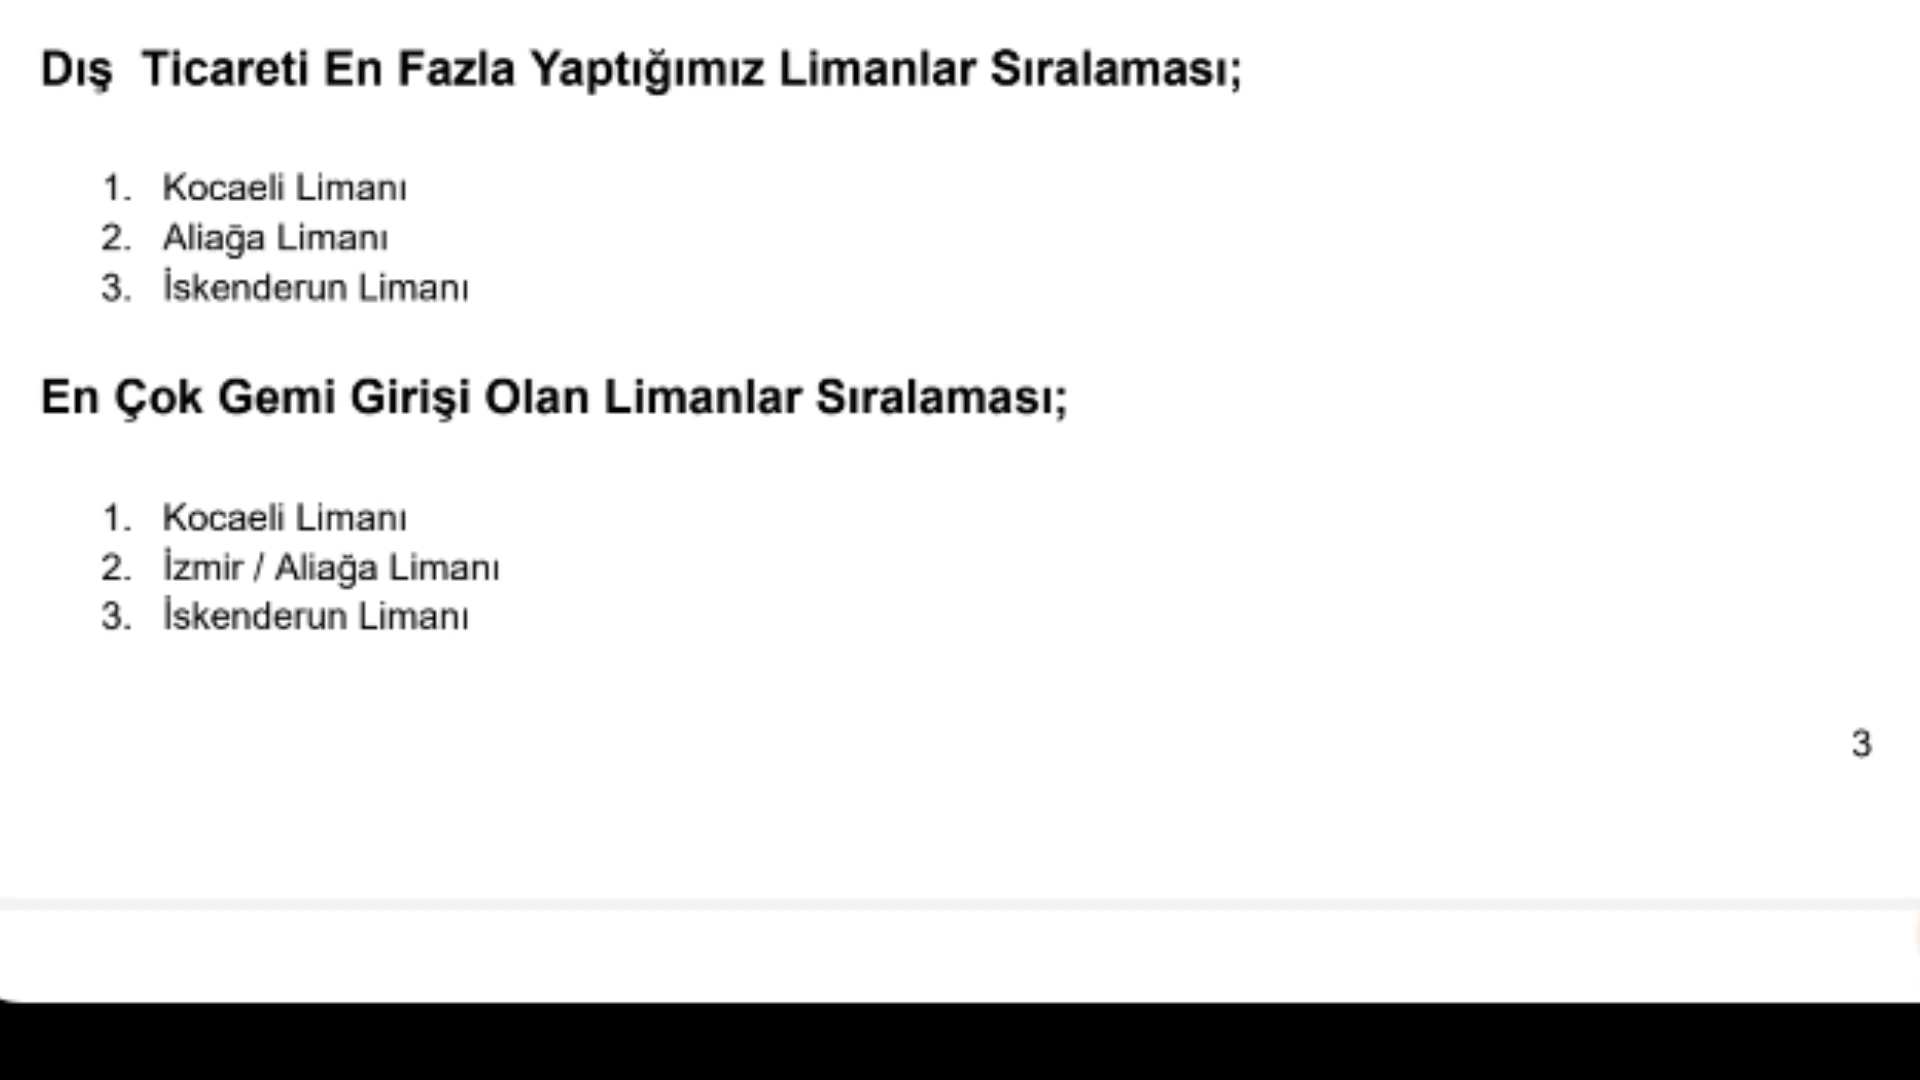 Dış  Ticareti En Fazla Yaptığımız Limanlar Sıralaması;
1. Kocaeli Limanı
2. Aliağa Limanı
3. İskenderun Limanı
En Çok Gemi Girişi Olan Limanlar Sıralaması;
1. Kocaeli Limanı
2. İzmir / Aliağa Limanı
3. İskenderun Limanı
3